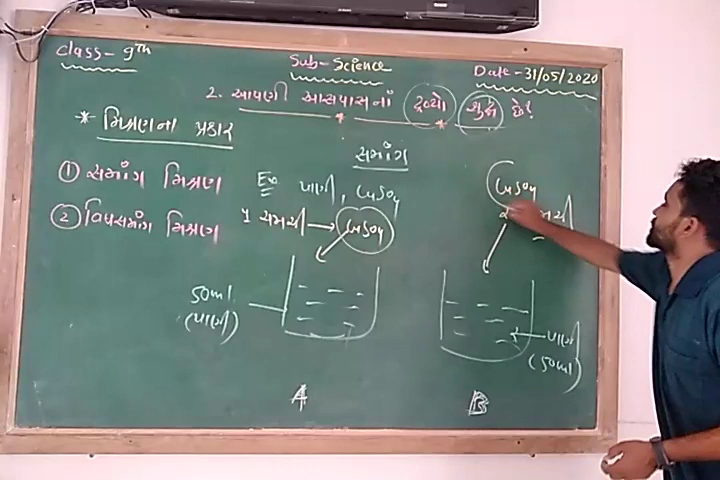 Class - 9th
Sub - Science
Date - 31/05/2020
2. આપણી આસપાસનાં દ્રવ્યો શુદ્ધ છે?
* મિશ્રણના પ્રકાર
① સમાંગ મિશ્રણ
② વિષમાંગ મિશ્રણ
સમાંગ
Ex પાણી, CuSO4
૧ ચમચી → CuSO4
50ml.
(પાણી)
A
CuSO4
પાણી
(50ml)
B